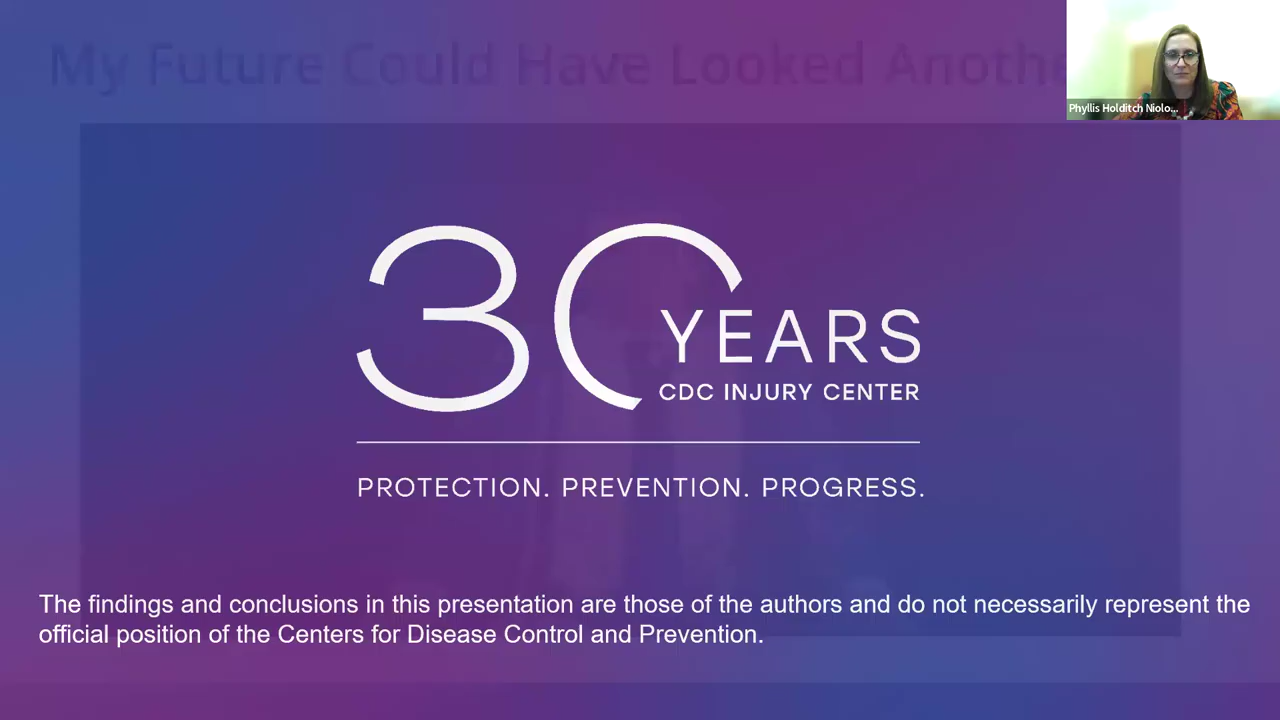 My Future Could Have Looked Anothe
Phyllis Holditch Niolo...
30
YEARS
CDC INJURY CENTER
PROTECTION. PREVENTION. PROGRESS.
The findings and conclusions in this presentation are those of the authors and do not necessarily represent the
official position of the Centers for Disease Control and Prevention.